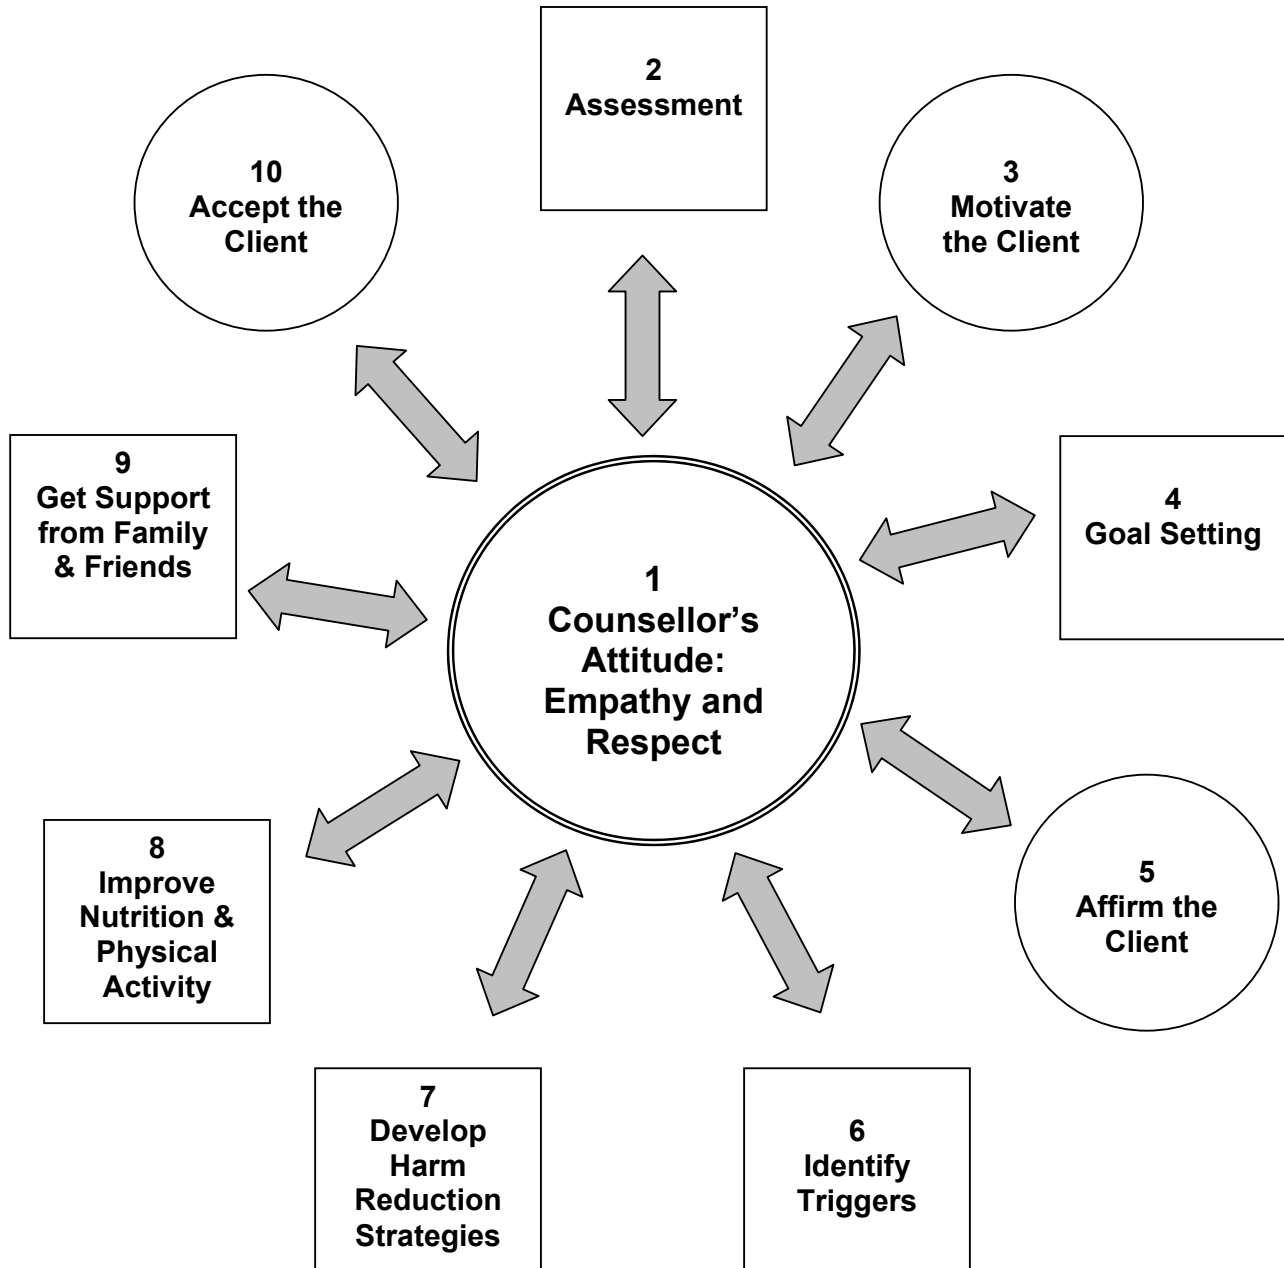 1
Counsellor’s
Attitude:
Empathy and
Respect
2
Assessment
3
Motivate
the Client
4
Goal Setting
5
Affirm the
Client
6
Identify
Triggers
7
Develop
Harm
Reduction
Strategies
8
Improve
Nutrition &
Physical
Activity
9
Get Support
from Family
& Friends
10
Accept the
Client